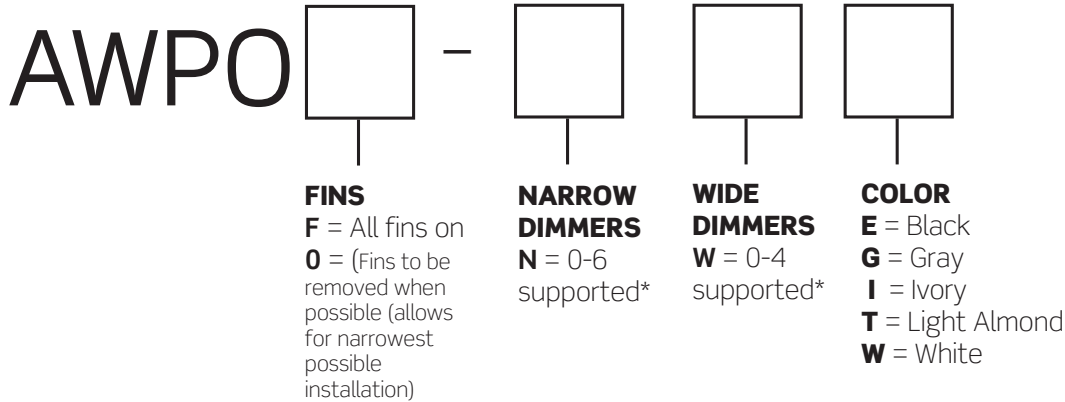 AWPO –
FINS
F = All fins on
0 = (Fins to be
removed when
possible (allows
for narrowest
possible
installation)
NARROW
DIMMERS
N = 0-6
supported*
WIDE
DIMMERS
W = 0-4
supported*
COLOR
E = Black
G = Gray
I = Ivory
T = Light Almond
W = White